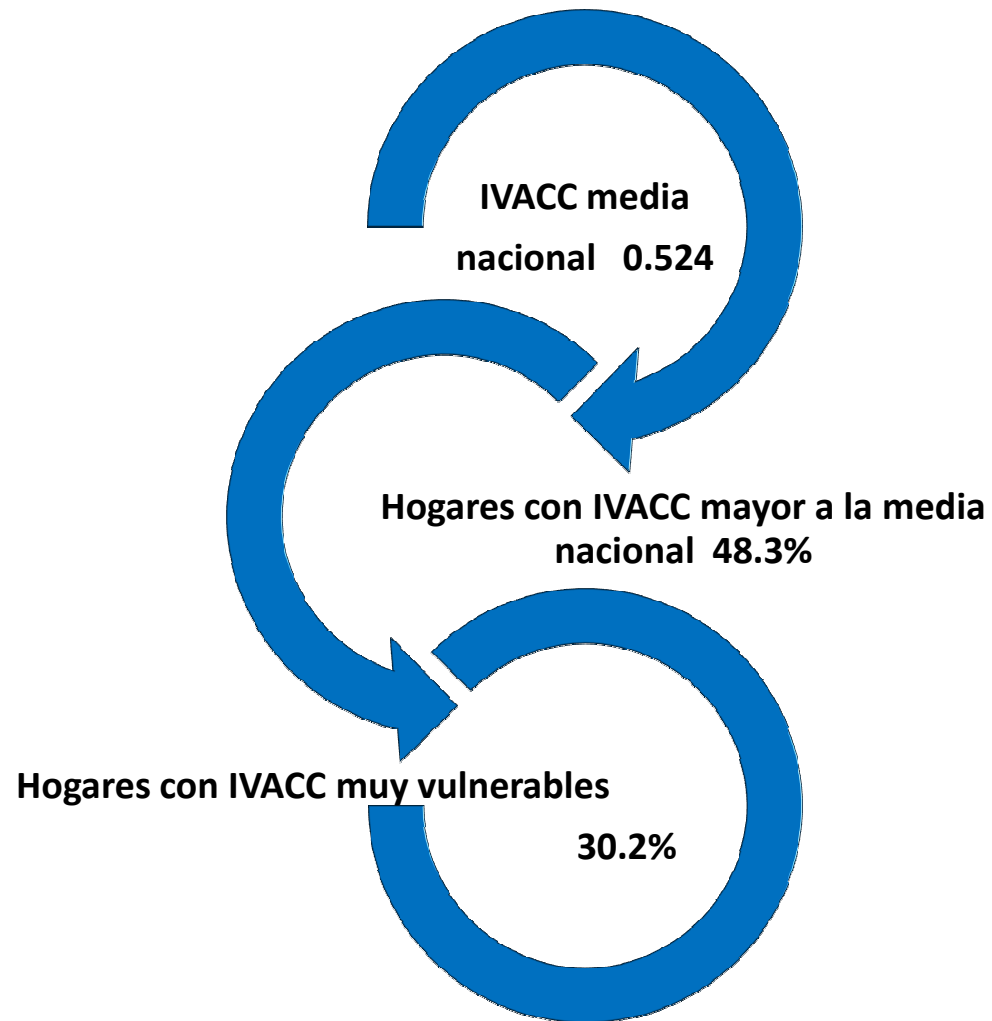 IVACC media
nacional 0.524
Hogares con IVACC mayor a la media
nacional 48.3%
Hogares con IVACC muy vulnerables
30.2%